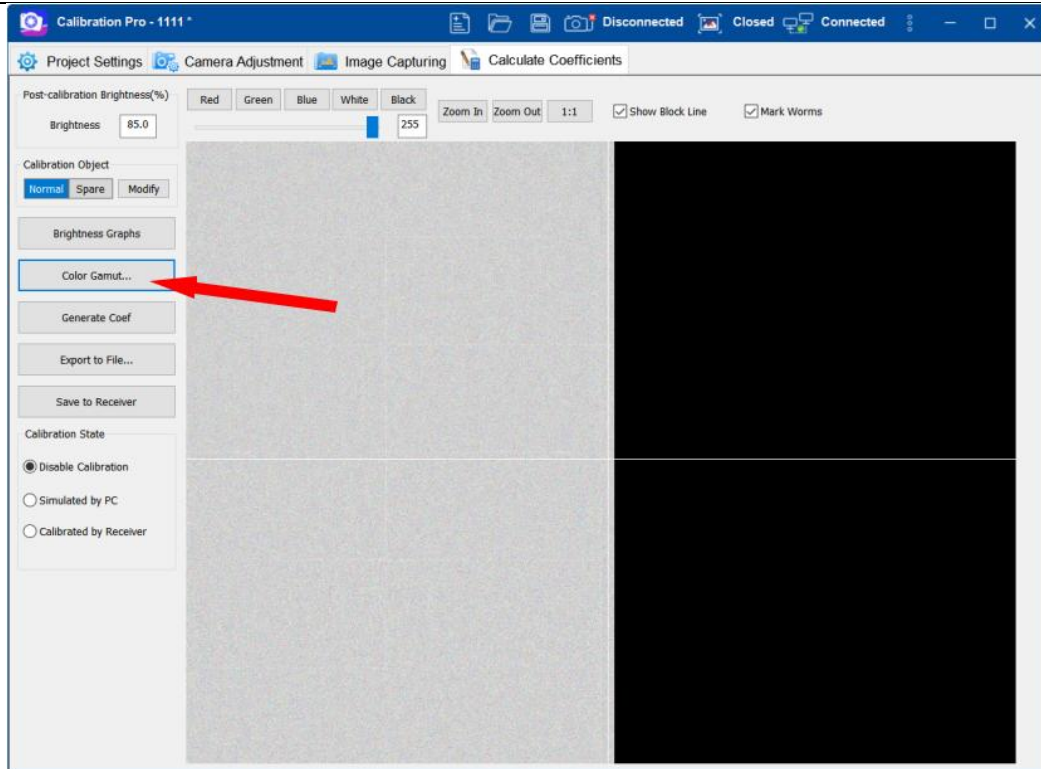 Calibration Pro - 1111 *
Disconnected
Closed
Connected
Project Settings
Camera Adjustment
Image Capturing
Calculate Coefficients
Post-calibration Brightness(%)
Brightness 85.0
Red Green Blue White Black
255
Zoom In Zoom Out 1:1
Show Block Line
Mark Worms
Calibration Object
Normal Spare Modify
Brightness Graphs
Color Gamut...
Generate Coef
Export to File...
Save to Receiver
Calibration State
Disable Calibration
Simulated by PC
Calibrated by Receiver